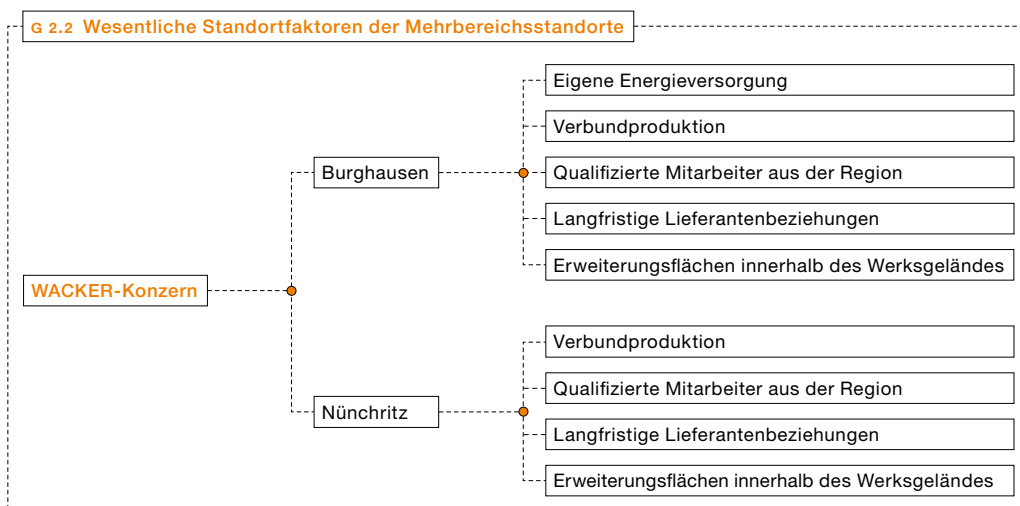 G 2.2 Wesentliche Standortfaktoren der Mehrbereichsstandorte
Eigene Energieversorgung
Verbundproduktion
Burghausen
Qualifizierte Mitarbeiter aus der Region
Langfristige Lieferantenbeziehungen
Erweiterungsflächen innerhalb des Werksgeländes
WACKER-Konzern
Verbundproduktion
Qualifizierte Mitarbeiter aus der Region
Nünchritz
Langfristige Lieferantenbeziehungen
Erweiterungsflächen innerhalb des Werksgeländes